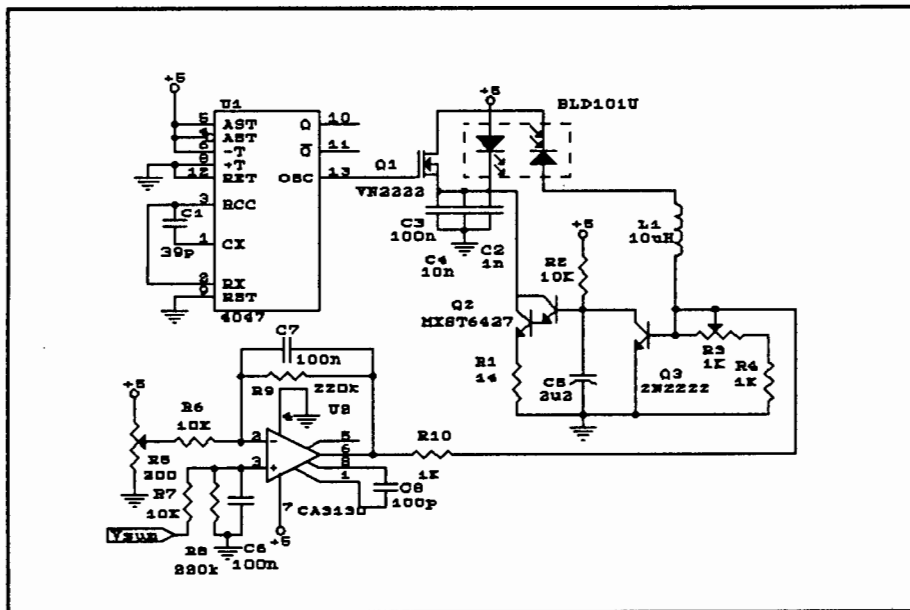 +5
U1
5 AST
4 AST
6 -T
8 +T
12 RET
3 RCC
C1
1 CX
39p
2 RX
9 RST
4047
Q 10
Q 11
OSC 13
Q1
VN2222
+5
BLD101U
C3
100n
C4
10n
C2
1n
+5
R2
10K
L1
10uH
Q2
MXST6427
R1
14
C5
2u2
Q3
2N2222
R3
1K
R4
1K
C7
100n
R9
220k
U2
4
+5
R6
10K
R5
200
R7
10K
Vsum
R8
220k
C6
100n
2 -
3 +
5
6
8
1
7
CA3130
+5
C8
100p
R10
1K